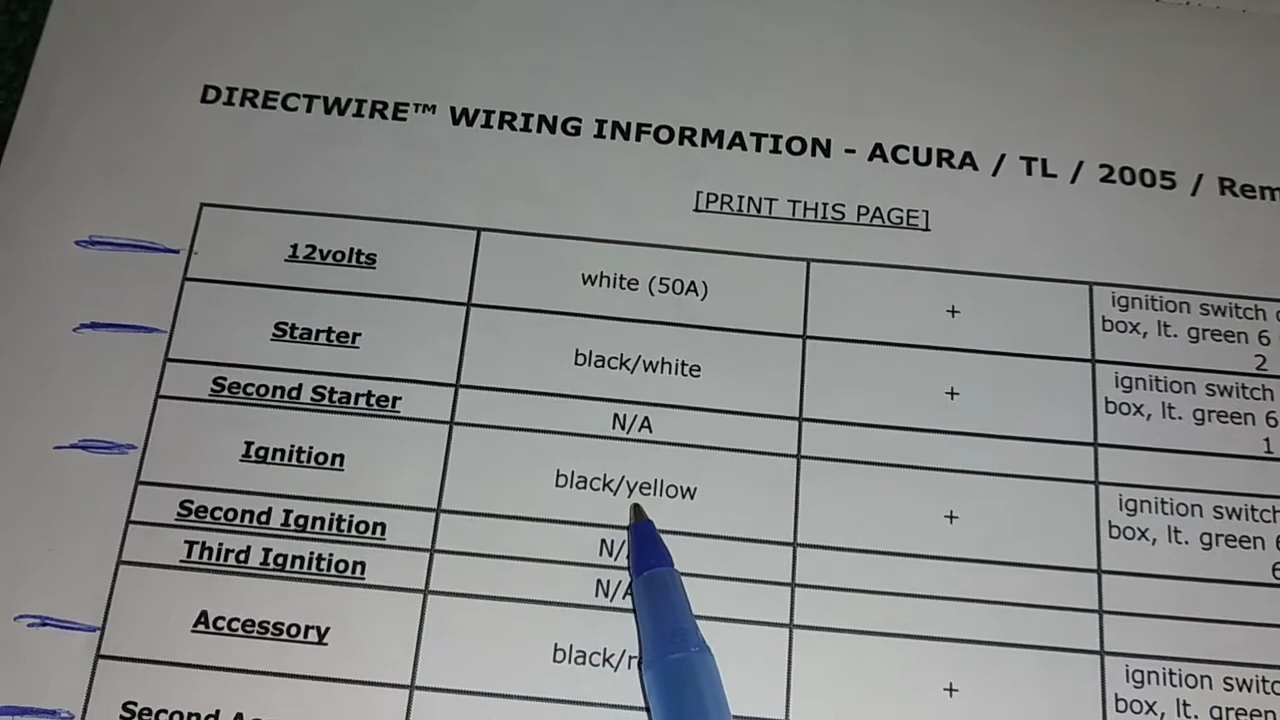 DIRECTWIRE™ WIRING INFORMATION - ACURA / TL / 2005 /
[PRINT THIS PAGE]
12volts white (50A) + ignition switch
box, lt. green 6
2
Starter black/white + ignition switch
box, lt. green 6
1
Second Starter N/A
Ignition black/yellow + ignition switch
box, lt. green
Second Ignition
Third Ignition
Accessory + ignition
box, lt. green
Second